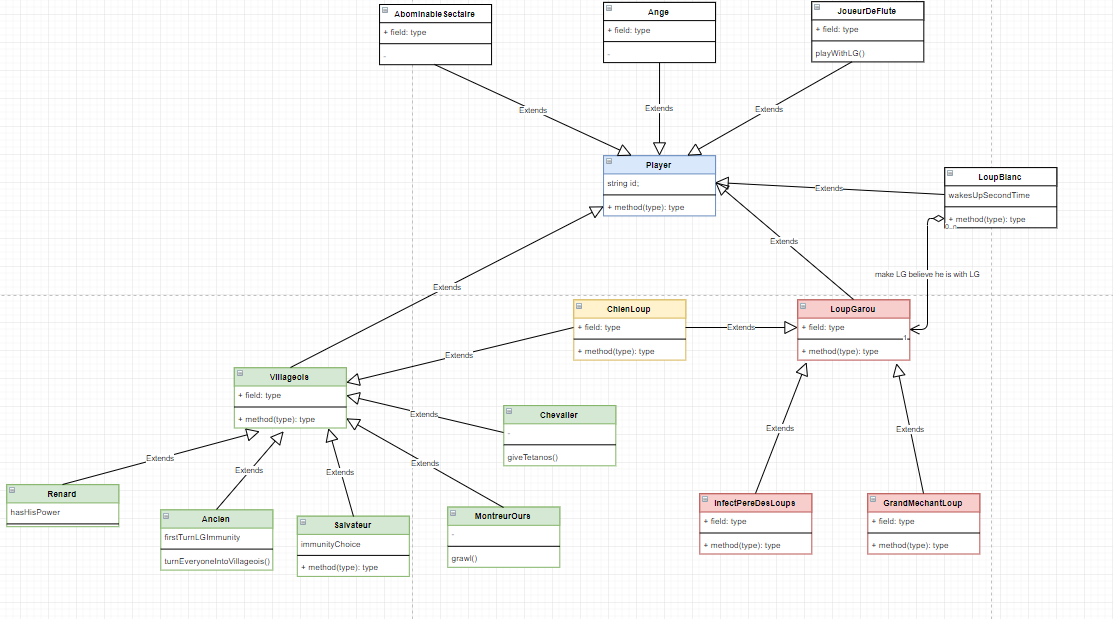 AbominableSectaire
+ field: type
-
Ange
+ field: type
-
JoueurDeFlute
+ field: type
playWithLG()
Extends
Extends
Extends
Player
string id;
+ method(type): type
Extends
LoupBlanc
wakesUpSecondTime
+ method(type): type
0..n
Extends
make LG believe he is with LG
Extends
ChienLoup
+ field: type
+ method(type): type
Extends
LoupGarou
+ field: type
1
+ method(type): type
Extends
Villageois
+ field: type
+ method(type): type
Extends
Chevalier
-
giveTetanos()
Extends
Extends
Extends
Extends
Extends
Extends
Renard
hasHisPower
Ancien
firstTurnLGImmunity
turnEveryoneIntoVillageois()
Salvateur
immunityChoice
+ method(type): type
MontreurOurs
-
grawl()
InfectPereDesLoups
+ field: type
+ method(type): type
GrandMechantLoup
+ field: type
+ method(type): type